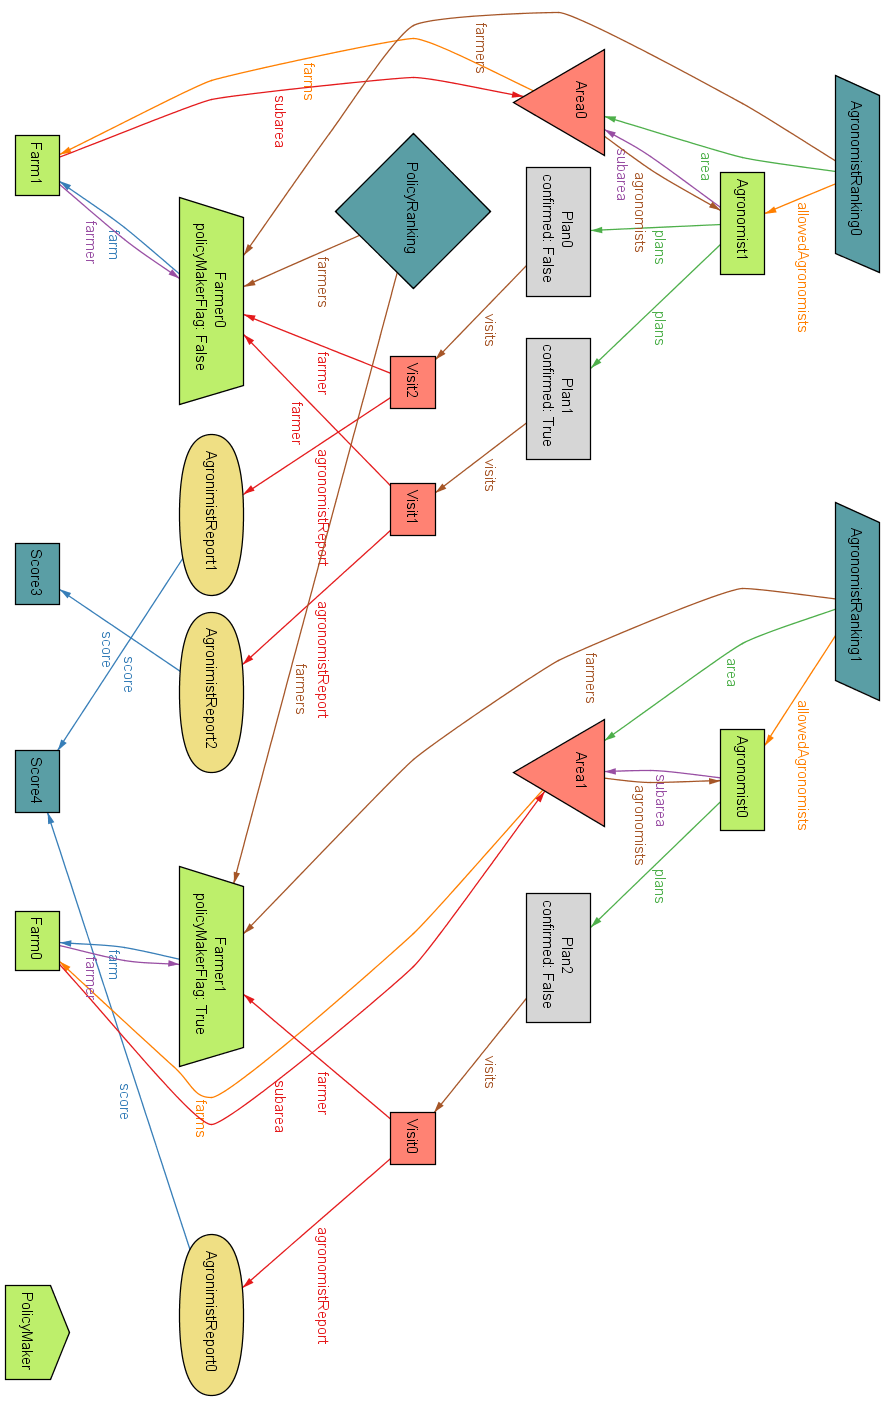 AgronomistRanking0
AgronomistRanking1
area
allowedAgronomists
farmers
farmers
area
allowedAgronomists
Agronomist1
Agronomist0
subarea
agronomists
plans
plans
subarea
agronomists
plans
Area0
Plan0
confirmed: False
Plan1
confirmed: True
Area1
Plan2
confirmed: False
farms
subarea
visits
visits
farms
subarea
visits
PolicyRanking
Visit2
Visit1
Visit0
farmers
farmers
farmer
agronomistReport
farmer
agronomistReport
farmer
agronomistReport
Farmer0
policyMakerFlag: False
AgronimistReport1
AgronimistReport2
Farmer1
policyMakerFlag: True
AgronimistReport0
farm
farmer
score
score
farm
farmer
score
Farm1
Score3
Score4
Farm0
PolicyMaker